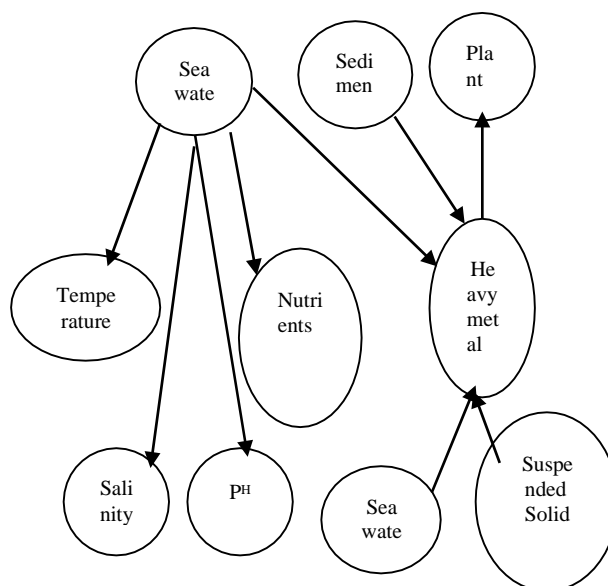 Sea
wate
Sedi
men
Pla
nt
Tempe
rature
Nutri
ents
He
avy
met
al
Sali
nity
Pᴴ
Sea
wate
Suspe
nded
Solid